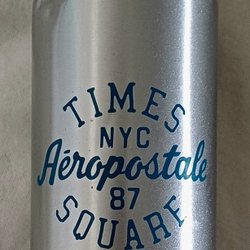 TIMES
NYC
Aéropostale
87
SQUARE